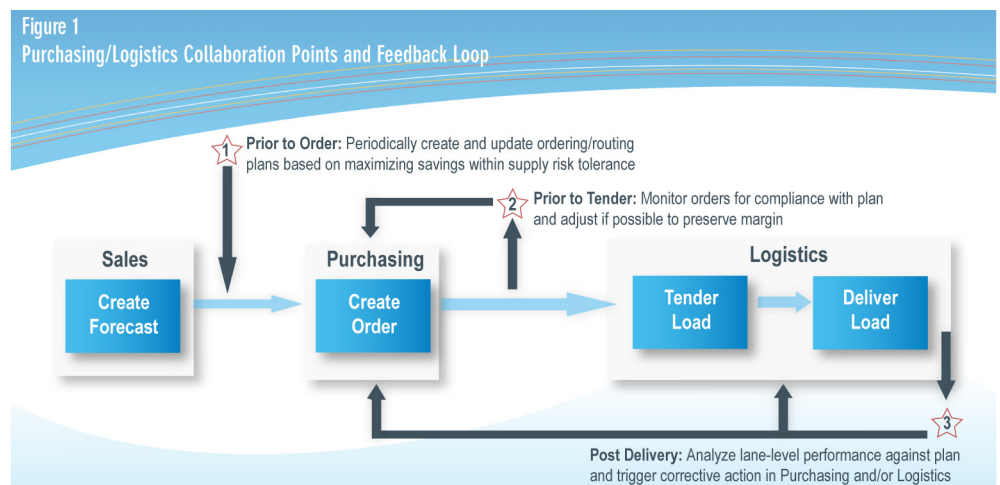 Figure 1
Purchasing/Logistics Collaboration Points and Feedback Loop
1
Prior to Order: Periodically create and update ordering/routing
plans based on maximizing savings within supply risk tolerance
2
Prior to Tender: Monitor orders for compliance with plan
and adjust if possible to preserve margin
Sales
Create
Forecast
Purchasing
Create
Order
Logistics
Tender
Load
Deliver
Load
3
Post Delivery: Analyze lane-level performance against plan
and trigger corrective action in Purchasing and/or Logistics